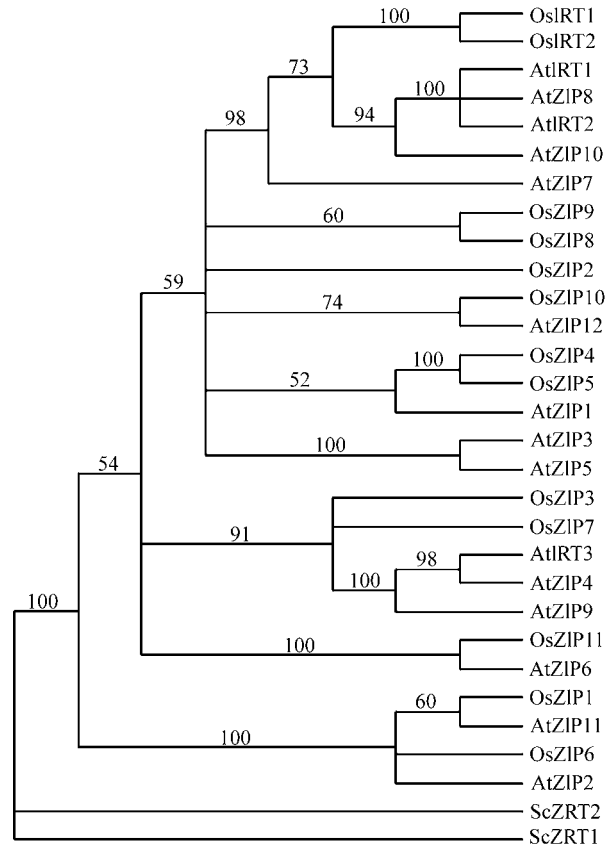 100
OsIRT1
OsIRT2
73
AtIRT1
100
AtZIP8
94
AtIRT2
98
AtZIP10
AtZIP7
60
OsZIP9
OsZIP8
59
OsZIP2
74
OsZIP10
AtZIP12
100
OsZIP4
52
OsZIP5
AtZIP1
100
AtZIP3
AtZIP5
54
OsZIP3
91
OsZIP7
98
AtIRT3
100
AtZIP4
AtZIP9
100
100
OsZIP11
AtZIP6
60
OsZIP1
AtZIP11
100
OsZIP6
AtZIP2
ScZRT2
ScZRT1